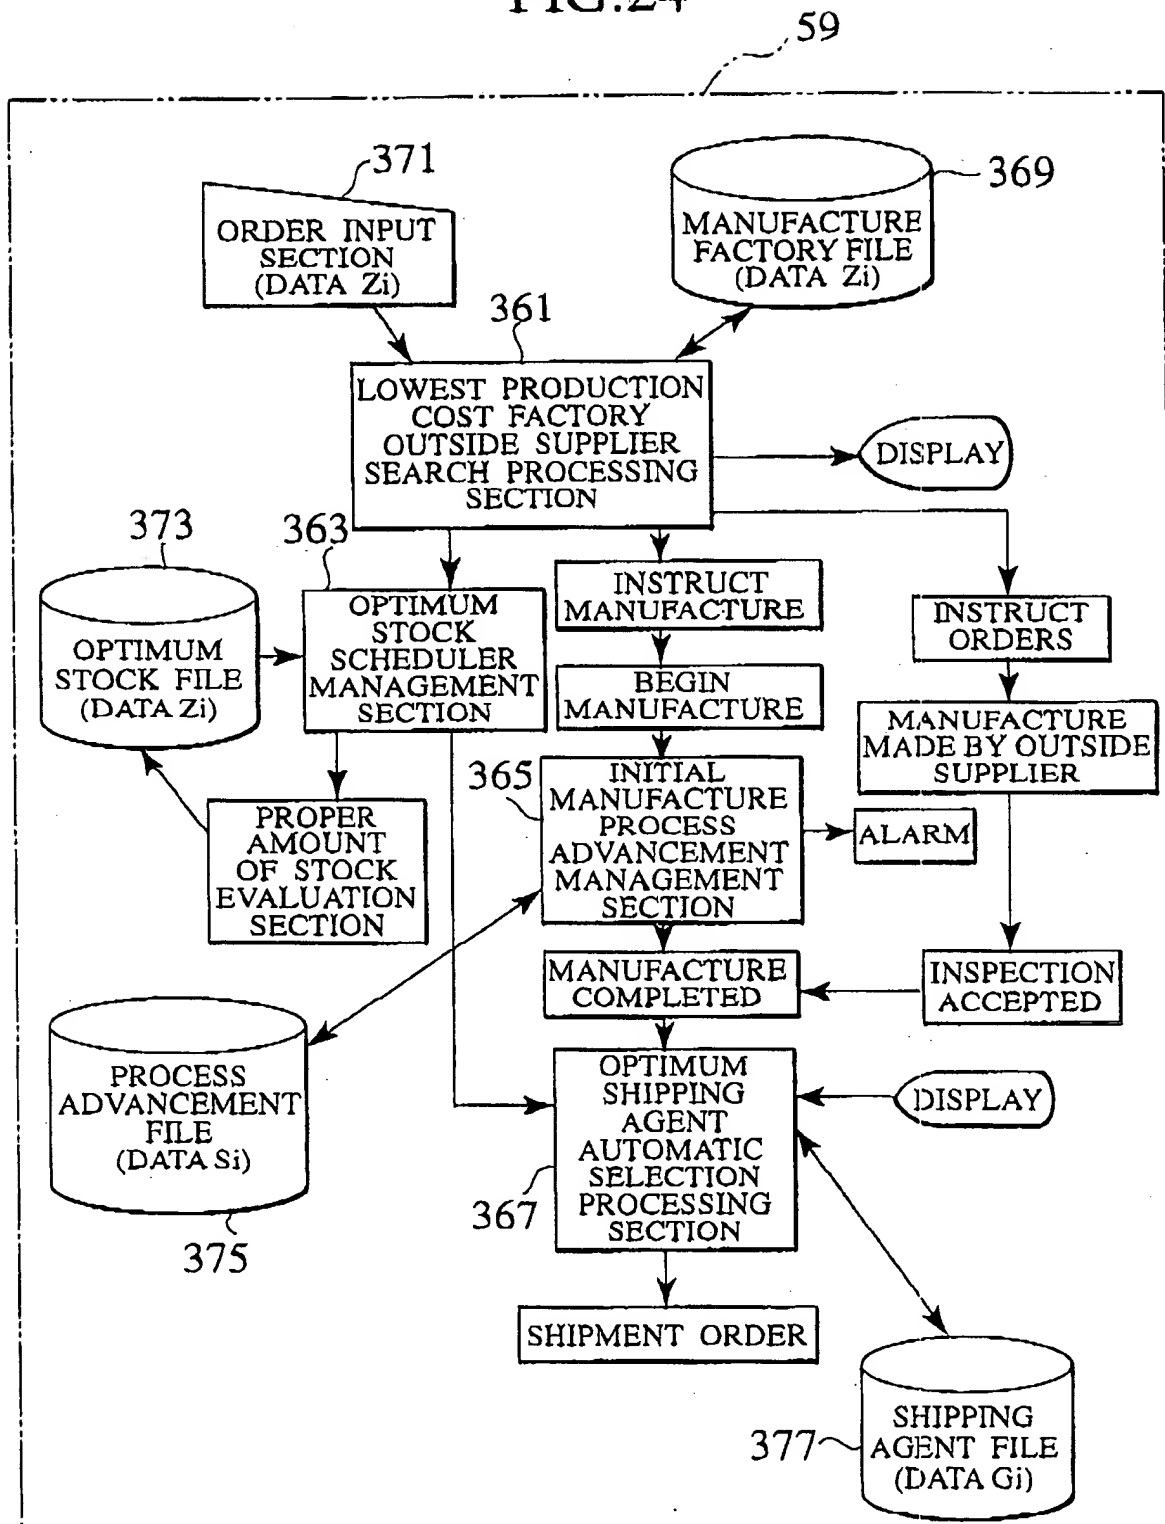 FIG.24
59
371
ORDER INPUT
SECTION
(DATA Zi)
369
MANUFACTURE
FACTORY FILE
(DATA Zi)
361
LOWEST PRODUCTION
COST FACTORY
OUTSIDE SUPPLIER
SEARCH PROCESSING
SECTION
DISPLAY
373
OPTIMUM
STOCK FILE
(DATA Zi)
363
OPTIMUM
STOCK
SCHEDULER
MANAGEMENT
SECTION
INSTRUCT
MANUFACTURE
INSTRUCT
ORDERS
BEGIN
MANUFACTURE
MANUFACTURE
MADE BY OUTSIDE
SUPPLIER
PROPER
AMOUNT
OF STOCK
EVALUATION
SECTION
365
INITIAL
MANUFACTURE
PROCESS
ADVANCEMENT
MANAGEMENT
SECTION
ALARM
MANUFACTURE
COMPLETED
INSPECTION
ACCEPTED
PROCESS
ADVANCEMENT
FILE
(DATA Si)
375
OPTIMUM
SHIPPING
AGENT
AUTOMATIC
SELECTION
PROCESSING
SECTION
367
DISPLAY
SHIPMENT ORDER
377
SHIPPING
AGENT FILE
(DATA Gi)